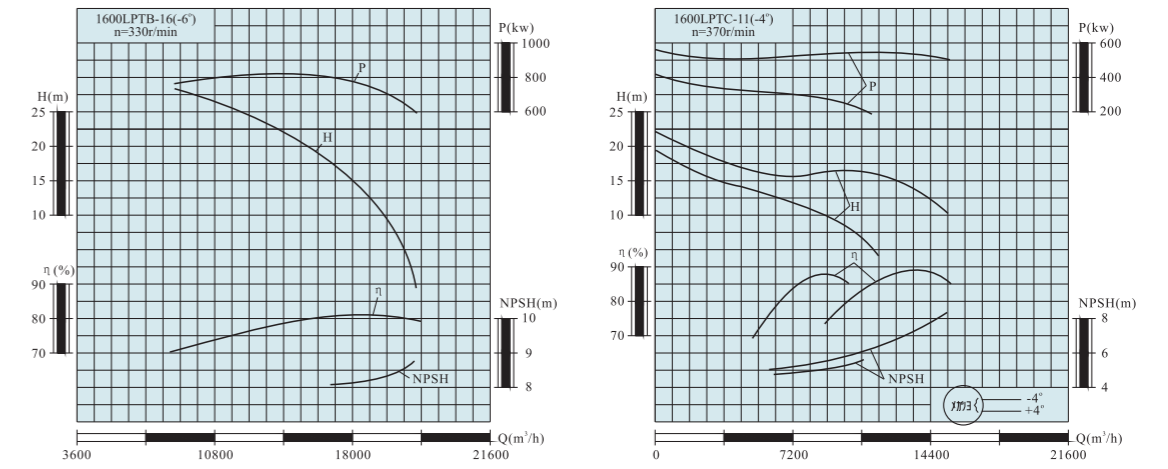 1600LPTB-16(-6°)
n=330r/min
P(kw)
1000
800
600
H(m)
25
20
15
10
η(%)
90
80
70
P
H
η
NPSH
NPSH(m)
10
9
8
Q(m³/h)
3600 10800 18000 21600
1600LPTC-11(-4°)
n=370r/min
P(kw)
600
400
200
H(m)
25
20
15
10
η(%)
90
80
70
P
H
η
NPSH
NPSH(m)
8
6
4
-4°
+4°
Q(m³/h)
0 7200 14400 21600